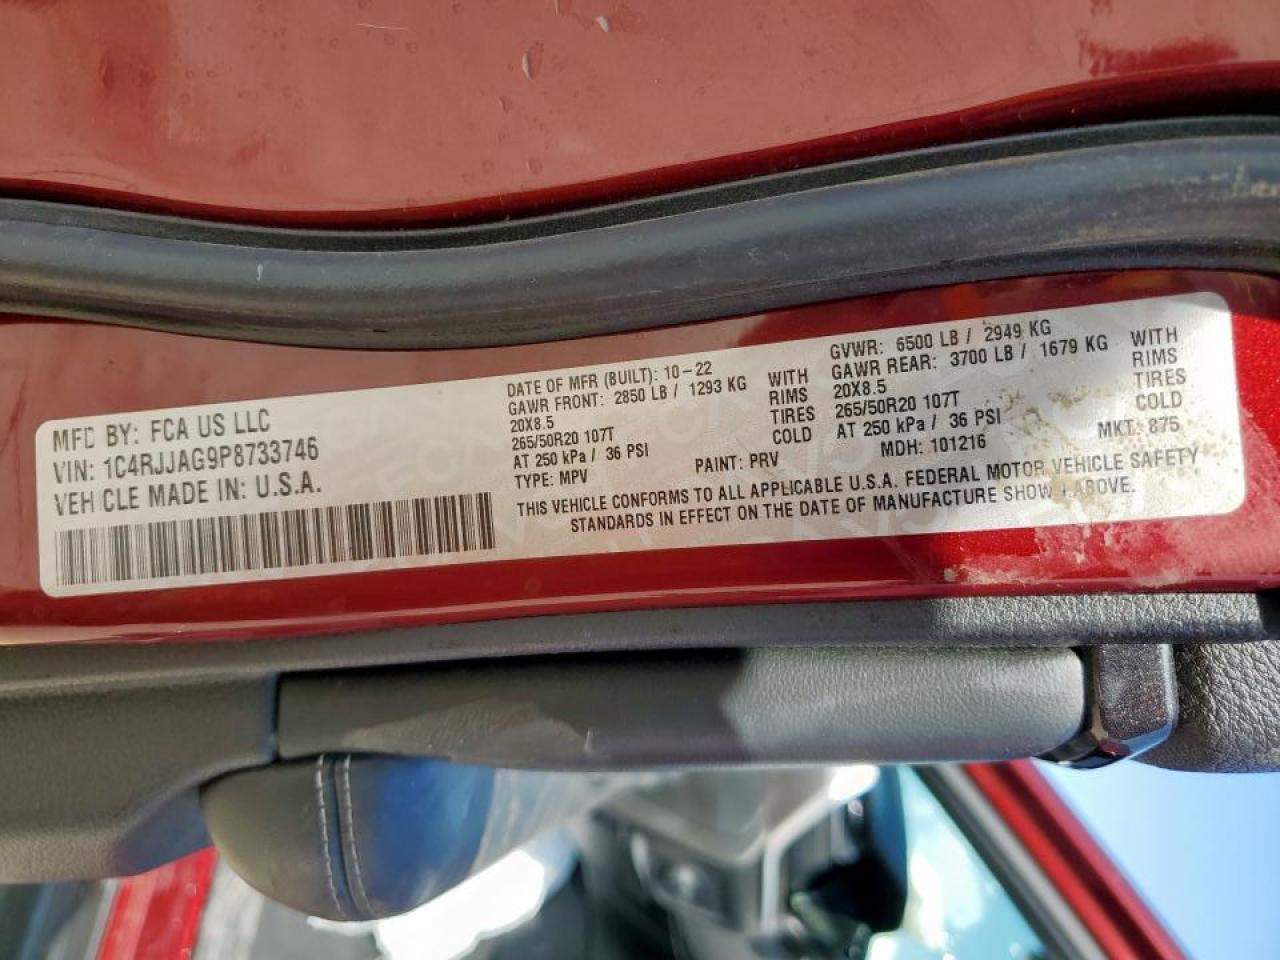 MFD BY: FCA US LLC
VIN: 1C4RJJAG9P8733746
VEH CLE MADE IN: U.S.A.
DATE OF MFR (BUILT): 10-22
GAWR FRONT: 2850 LB / 1293 KG WITH
20X8.5 RIMS
265/50R20 107T TIRES
AT 250 kPa / 36 PSI COLD
TYPE: MPV PAINT: PRV
GVWR: 6500 LB / 2949 KG
GAWR REAR: 3700 LB / 1679 KG WITH
20X8.5 RIMS
265/50R20 107T TIRES
AT 250 kPa / 36 PSI COLD
MDH: 101216 MKT: 875
THIS VEHICLE CONFORMS TO ALL APPLICABLE U.S.A. FEDERAL MOTOR VEHICLE SAFETY
STANDARDS IN EFFECT ON THE DATE OF MANUFACTURE SHOW ABOVE.